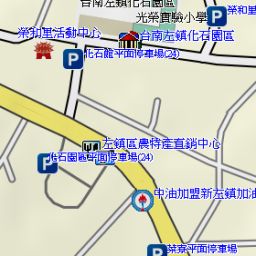 台南左鎮化石園區
光榮實驗小學
榮和里
榮和里活動中心
台南左鎮化石園區
化石館平面停車場(24)
左鎮區農特產直銷中心
化石園區平面停車場(24)
中油加盟新左鎮加油
菜寮平面停車場